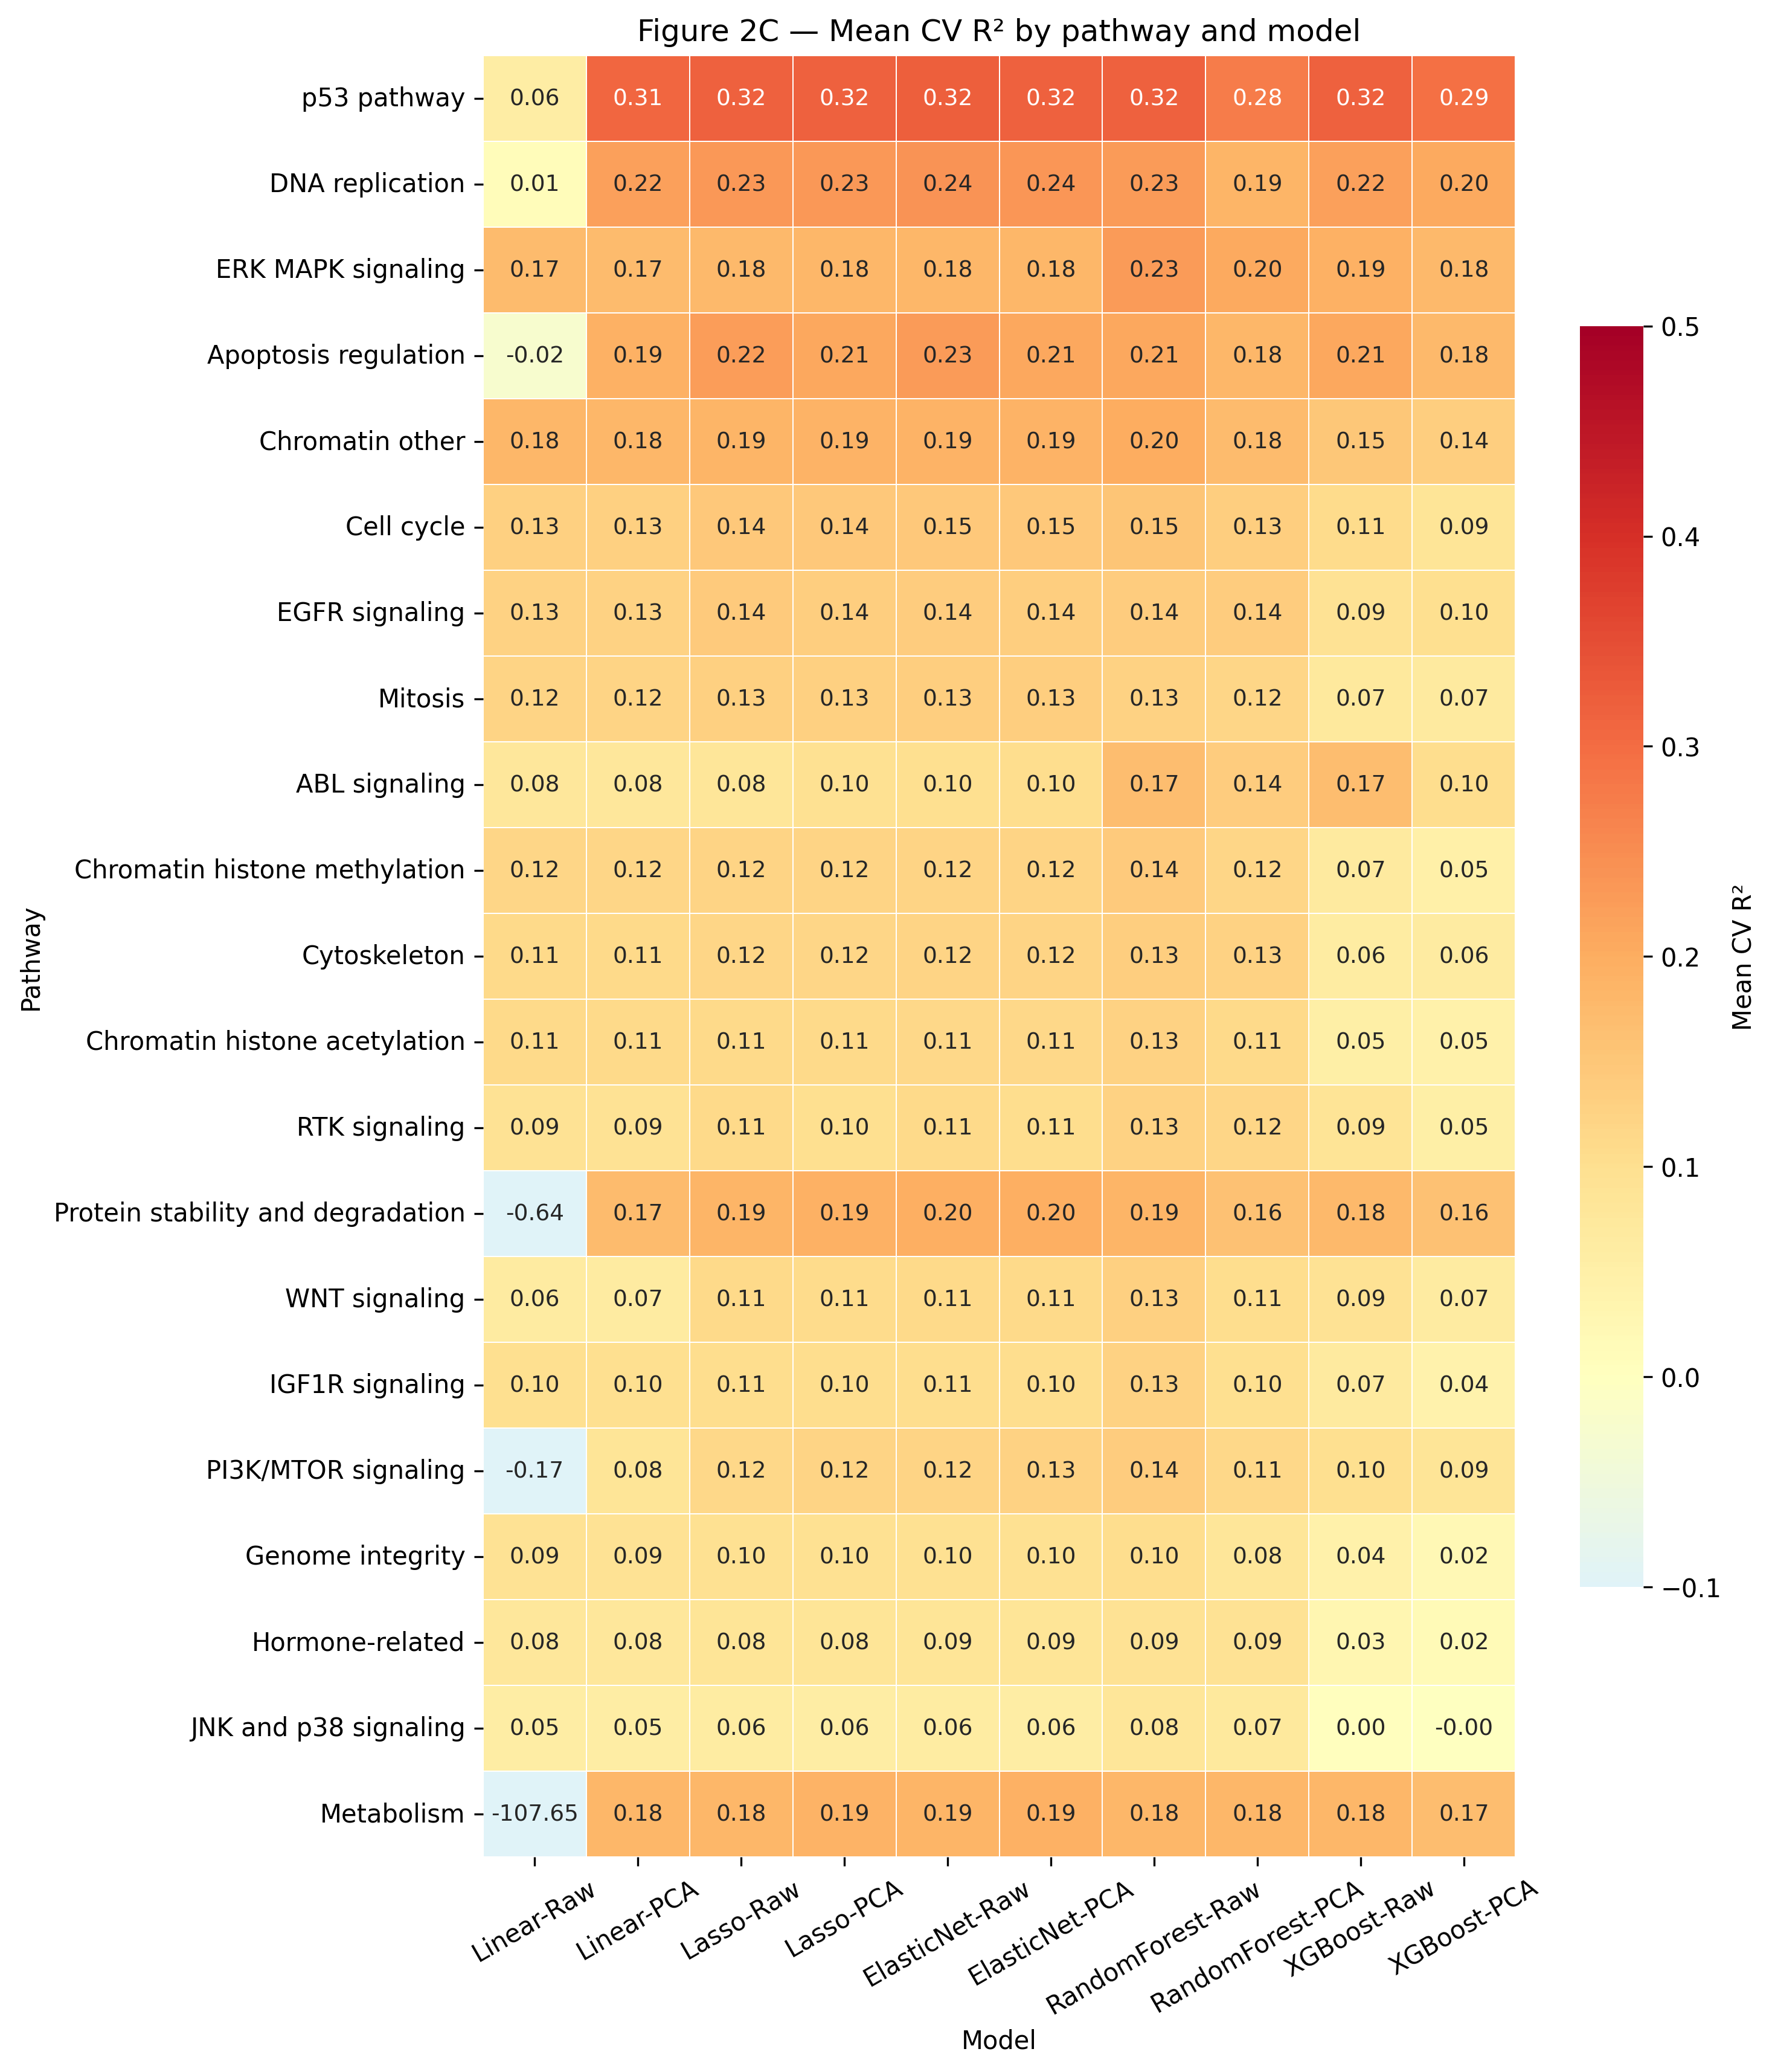 Figure 2C — Mean CV R² by pathway and model
p53 pathway 0.06 0.31 0.32 0.32 0.32 0.32 0.32 0.28 0.32 0.29
DNA replication 0.01 0.22 0.23 0.23 0.24 0.24 0.23 0.19 0.22 0.20
ERK MAPK signaling 0.17 0.17 0.18 0.18 0.18 0.18 0.23 0.20 0.19 0.18
Apoptosis regulation -0.02 0.19 0.22 0.21 0.23 0.21 0.21 0.18 0.21 0.18
Chromatin other 0.18 0.18 0.19 0.19 0.19 0.19 0.20 0.18 0.15 0.14
Cell cycle 0.13 0.13 0.14 0.14 0.15 0.15 0.15 0.13 0.11 0.09
EGFR signaling 0.13 0.13 0.14 0.14 0.14 0.14 0.14 0.14 0.09 0.10
Mitosis 0.12 0.12 0.13 0.13 0.13 0.13 0.13 0.12 0.07 0.07
ABL signaling 0.08 0.08 0.08 0.10 0.10 0.10 0.17 0.14 0.17 0.10
Chromatin histone methylation 0.12 0.12 0.12 0.12 0.12 0.12 0.14 0.12 0.07 0.05
Cytoskeleton 0.11 0.11 0.12 0.12 0.12 0.12 0.13 0.13 0.06 0.06
Chromatin histone acetylation 0.11 0.11 0.11 0.11 0.11 0.11 0.13 0.11 0.05 0.05
RTK signaling 0.09 0.09 0.11 0.10 0.11 0.11 0.13 0.12 0.09 0.05
Protein stability and degradation -0.64 0.17 0.19 0.19 0.20 0.20 0.19 0.16 0.18 0.16
WNT signaling 0.06 0.07 0.11 0.11 0.11 0.11 0.13 0.11 0.09 0.07
IGF1R signaling 0.10 0.10 0.11 0.10 0.11 0.10 0.13 0.10 0.07 0.04
PI3K/MTOR signaling -0.17 0.08 0.12 0.12 0.12 0.13 0.14 0.11 0.10 0.09
Genome integrity 0.09 0.09 0.10 0.10 0.10 0.10 0.10 0.08 0.04 0.02
Hormone-related 0.08 0.08 0.08 0.08 0.09 0.09 0.09 0.09 0.03 0.02
JNK and p38 signaling 0.05 0.05 0.06 0.06 0.06 0.06 0.08 0.07 0.00 -0.00
Metabolism -107.65 0.18 0.18 0.19 0.19 0.19 0.18 0.18 0.18 0.17
Linear-Raw
Linear-PCA
Lasso-Raw
Lasso-PCA
ElasticNet-Raw
ElasticNet-PCA
RandomForest-Raw
RandomForest-PCA
XGBoost-Raw
XGBoost-PCA
Model
Pathway
0.5
0.4
0.3
0.2
0.1
0.0
−0.1
Mean CV R²